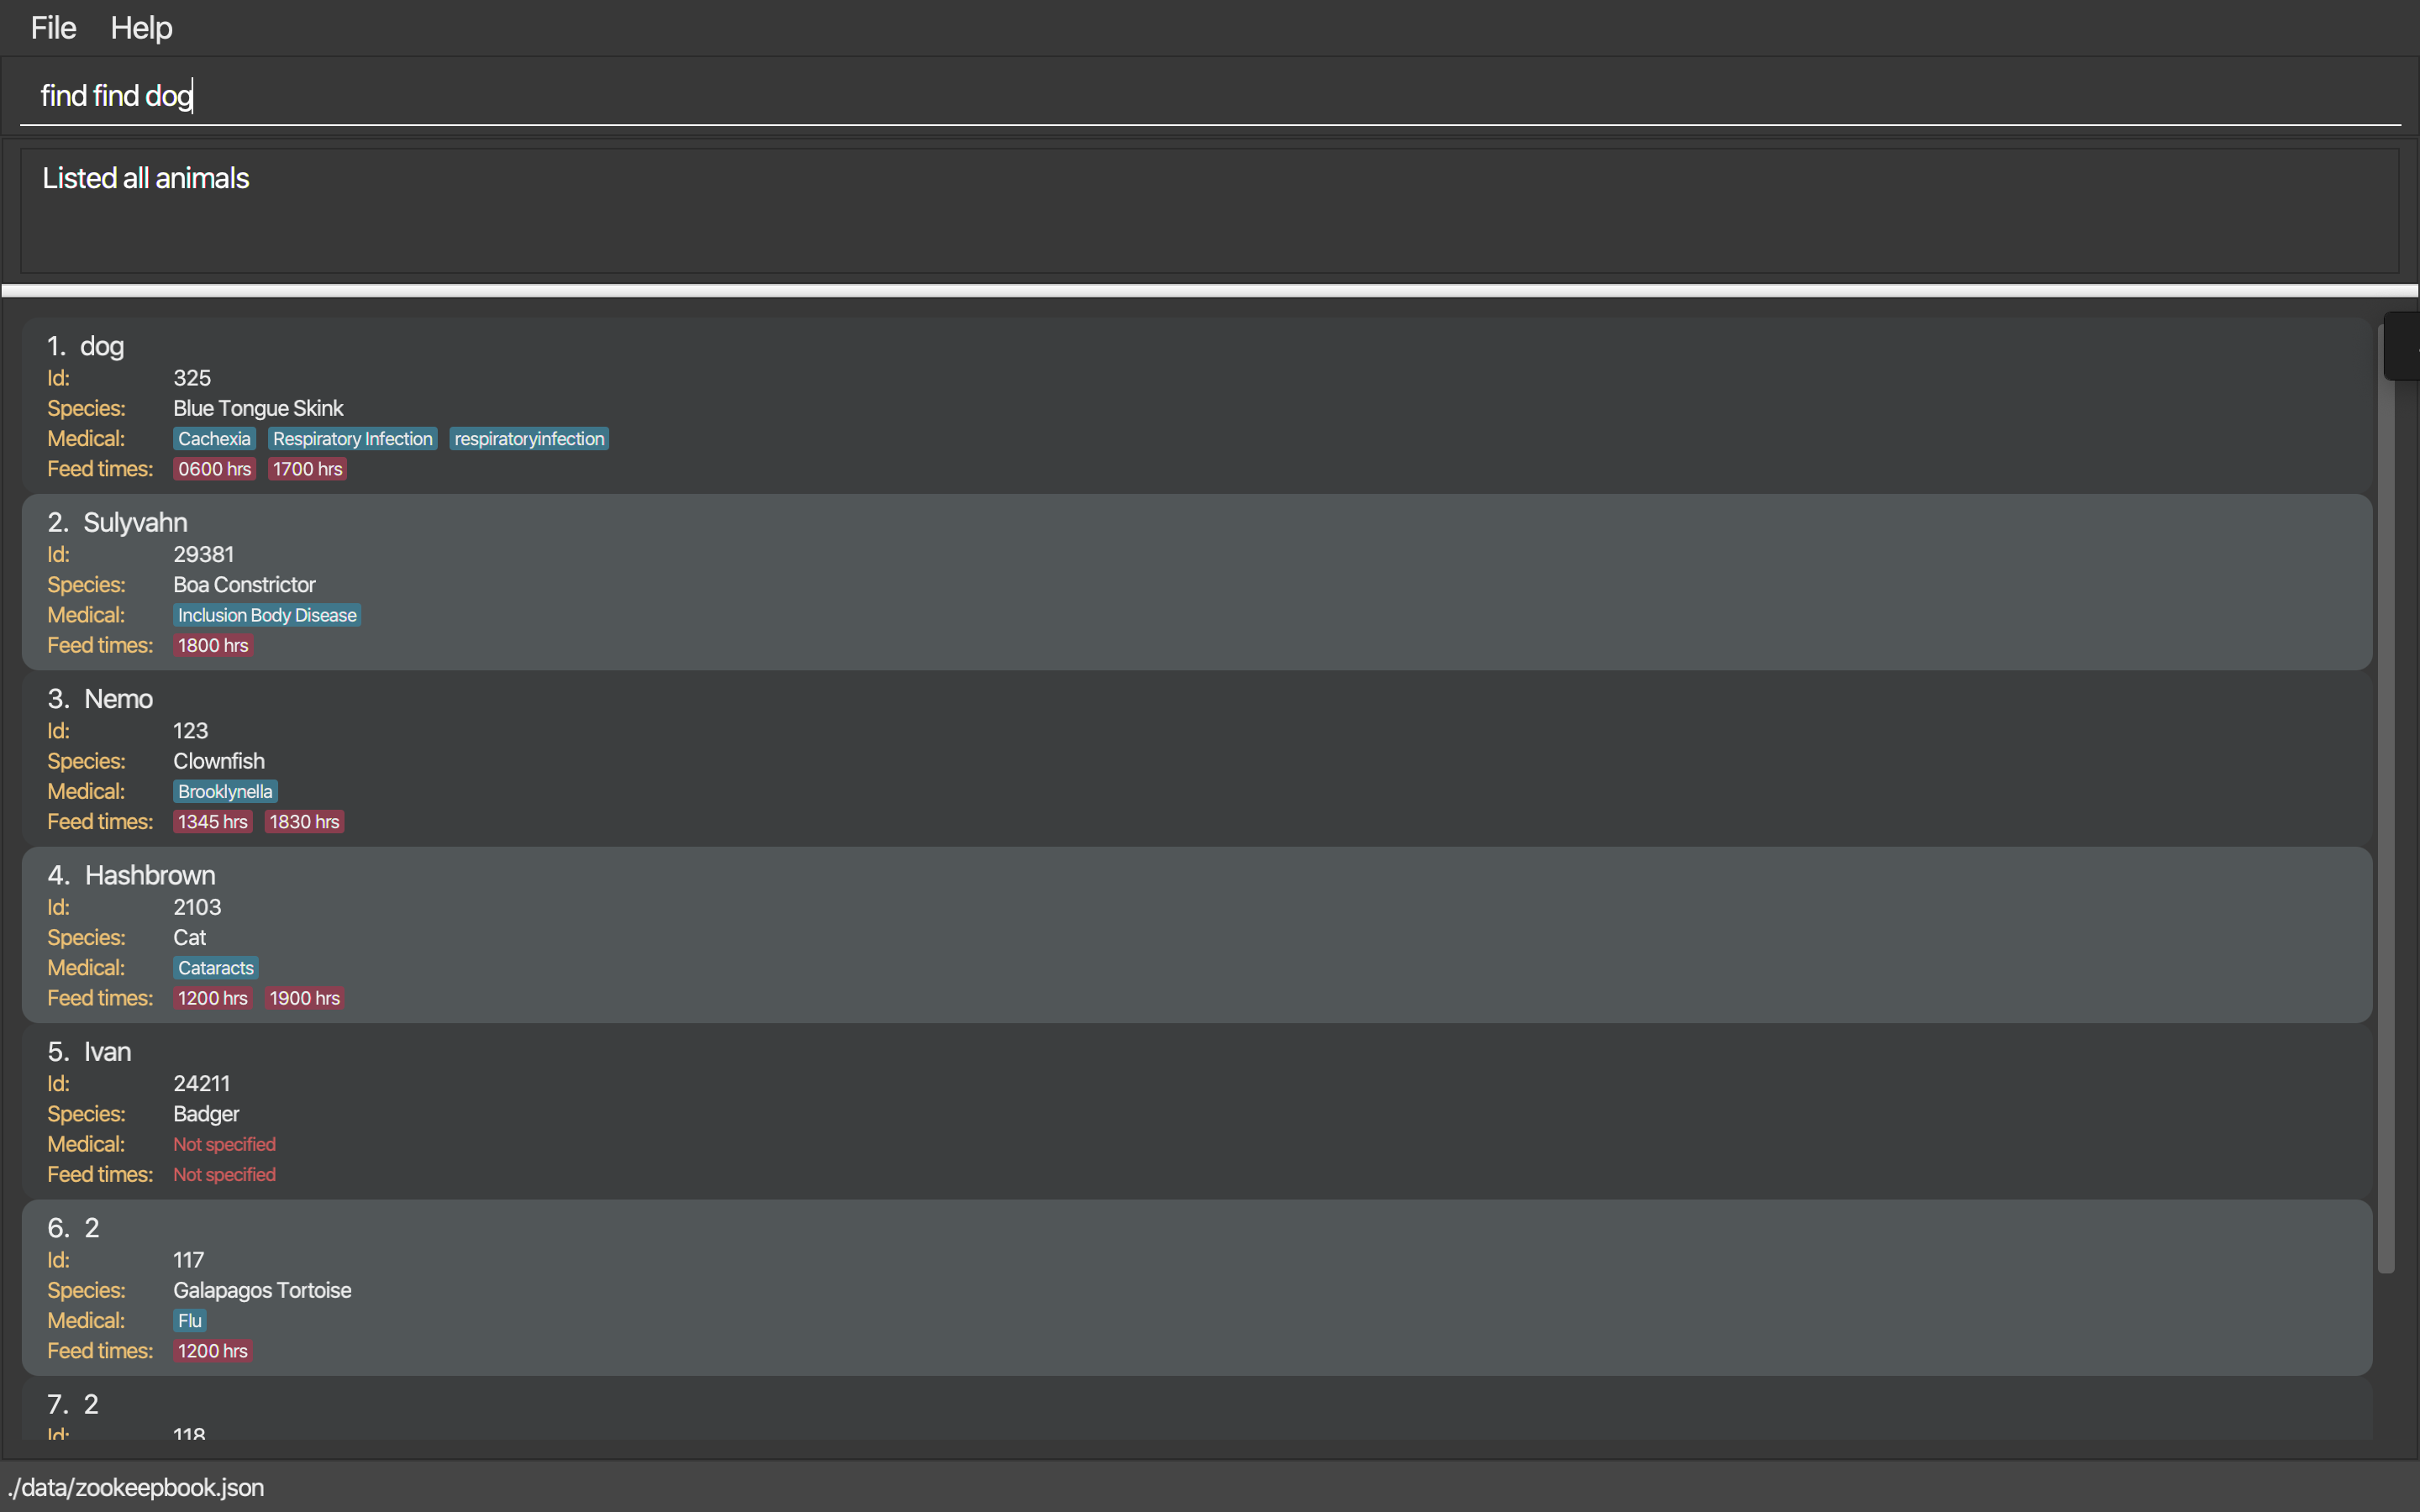 File Help
find find dog
Listed all animals
1. dog
Id: 325
Species: Blue Tongue Skink
Medical: Cachexia Respiratory Infection respiratoryinfection
Feed times: 0600 hrs 1700 hrs
2. Sulyvahn
Id: 29381
Species: Boa Constrictor
Medical: Inclusion Body Disease
Feed times: 1800 hrs
3. Nemo
Id: 123
Species: Clownfish
Medical: Brooklynella
Feed times: 1345 hrs 1830 hrs
4. Hashbrown
Id: 2103
Species: Cat
Medical: Cataracts
Feed times: 1200 hrs 1900 hrs
5. Ivan
Id: 24211
Species: Badger
Medical: Not specified
Feed times: Not specified
6. 2
Id: 117
Species: Galapagos Tortoise
Medical: Flu
Feed times: 1200 hrs
7. 2
Id: 118
./data/zookeepbook.json